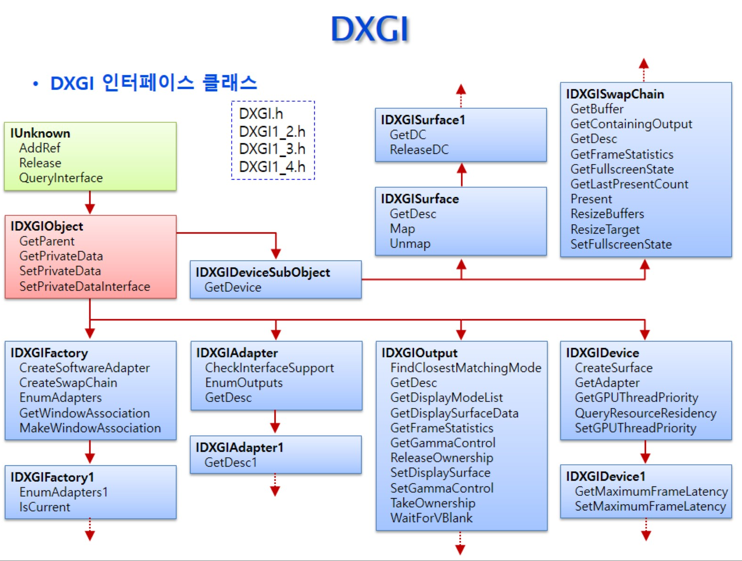 DXGI
• DXGI 인터페이스 클래스
DXGI.h
DXGI1_2.h
DXGI1_3.h
DXGI1_4.h
IUnknown
AddRef
Release
QueryInterface
IDXGIObject
GetParent
GetPrivateData
SetPrivateData
SetPrivateDataInterface
IDXGIDeviceSubObject
GetDevice
IDXGISurface1
GetDC
ReleaseDC
IDXGISurface
GetDesc
Map
Unmap
IDXGISwapChain
GetBuffer
GetContainingOutput
GetDesc
GetFrameStatistics
GetFullscreenState
GetLastPresentCount
Present
ResizeBuffers
ResizeTarget
SetFullscreenState
IDXGIFactory
CreateSoftwareAdapter
CreateSwapChain
EnumAdapters
GetWindowAssociation
MakeWindowAssociation
IDXGIFactory1
EnumAdapters1
IsCurrent
IDXGIAdapter
CheckInterfaceSupport
EnumOutputs
GetDesc
IDXGIAdapter1
GetDesc1
IDXGIOutput
FindClosestMatchingMode
GetDesc
GetDisplayModeList
GetDisplaySurfaceData
GetFrameStatistics
GetGammaControl
ReleaseOwnership
SetDisplaySurface
SetGammaControl
TakeOwnership
WaitForVBlank
IDXGIDevice
CreateSurface
GetAdapter
GetGPUThreadPriority
QueryResourceResidency
SetGPUThreadPriority
IDXGIDevice1
GetMaximumFrameLatency
SetMaximumFrameLatency